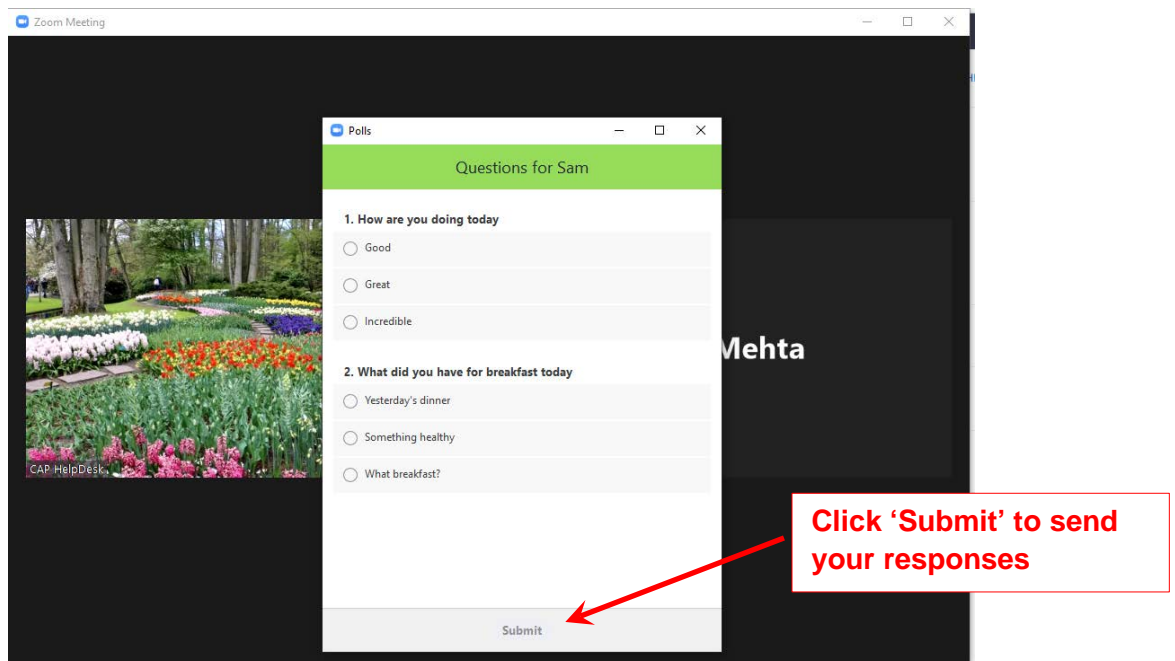 Zoom Meeting
Polls
Questions for Sam
1. How are you doing today
Good
Great
Incredible
2. What did you have for breakfast today
Yesterday's dinner
Something healthy
What breakfast?
Submit
CAP HelpDesk
Mehta
Click ‘Submit’ to send
your responses